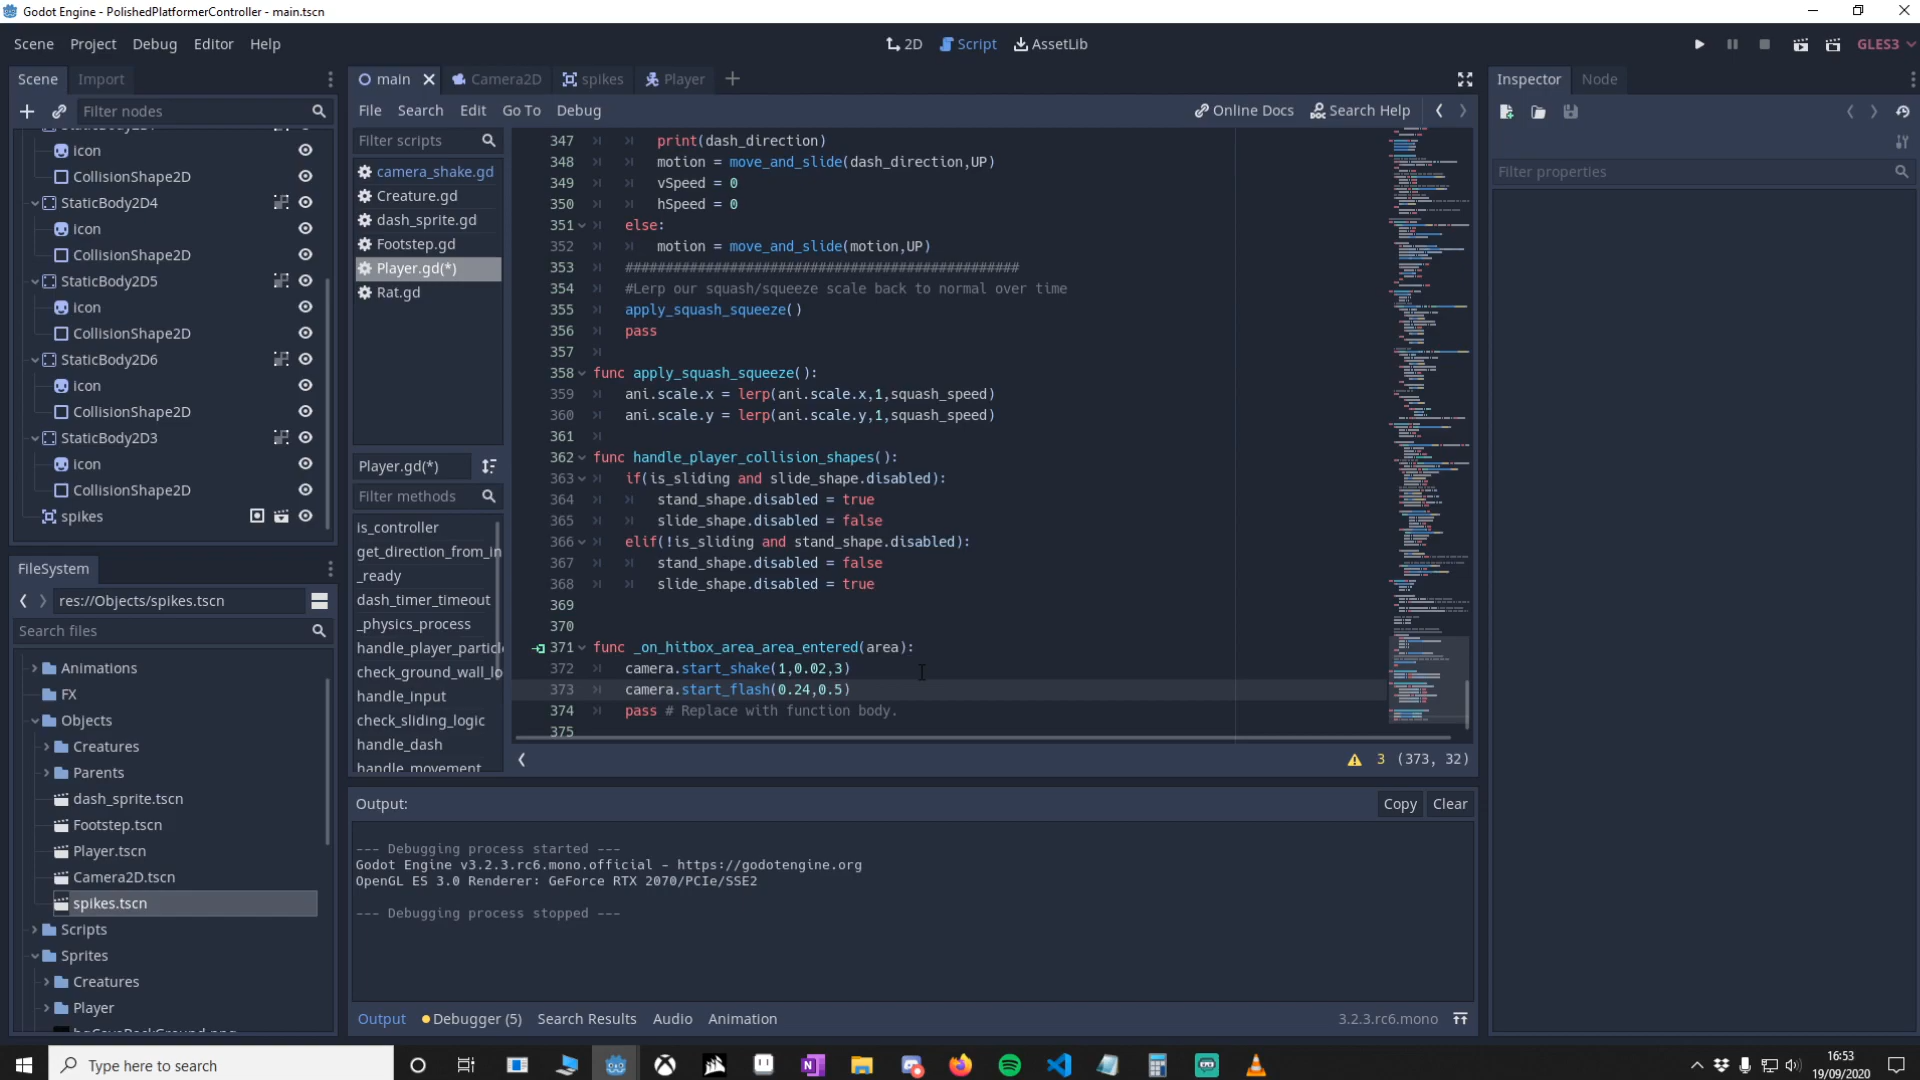 Godot Engine - PolishedPlatformerController - main.tscn
Scene Project Debug Editor Help
2D Script AssetLib
GLES3
Scene Import
Filter nodes
icon
CollisionShape2D
StaticBody2D4
icon
CollisionShape2D
StaticBody2D5
icon
CollisionShape2D
StaticBody2D6
icon
CollisionShape2D
StaticBody2D3
icon
CollisionShape2D
spikes
FileSystem
res://Objects/spikes.tscn
Search files
Animations
FX
Objects
Creatures
Parents
dash_sprite.tscn
Footstep.tscn
Player.tscn
Camera2D.tscn
spikes.tscn
Scripts
Sprites
Creatures
Player
main Camera2D spikes Player
File Search Edit Go To Debug
Online Docs Search Help
Filter scripts
camera_shake.gd
Creature.gd
dash_sprite.gd
Footstep.gd
Player.gd(*)
Rat.gd
Player.gd(*)
Filter methods
is_controller
get_direction_from_in
_ready
dash_timer_timeout
_physics_process
handle_player_particl
check_ground_wall_lo
handle_input
check_sliding_logic
handle_dash
handle_movement
347 print(dash_direction)
348 motion = move_and_slide(dash_direction,UP)
349 vSpeed = 0
350 hSpeed = 0
351 else:
352 motion = move_and_slide(motion,UP)
353 #################################################
354 #Lerp our squash/squeeze scale back to normal over time
355 apply_squash_squeeze()
356 pass
357
358 func apply_squash_squeeze():
359 ani.scale.x = lerp(ani.scale.x,1,squash_speed)
360 ani.scale.y = lerp(ani.scale.y,1,squash_speed)
361
362 func handle_player_collision_shapes():
363 if(is_sliding and slide_shape.disabled):
364 stand_shape.disabled = true
365 slide_shape.disabled = false
366 elif(!is_sliding and stand_shape.disabled):
367 stand_shape.disabled = false
368 slide_shape.disabled = true
369
370
371 func _on_hitbox_area_area_entered(area):
372 camera.start_shake(1,0.02,3)
373 camera.start_flash(0.24,0.5)
374 pass # Replace with function body.
375
3 (373, 32)
Output:
Copy Clear
--- Debugging process started ---
Godot Engine v3.2.3.rc6.mono.official - https://godotengine.org
OpenGL ES 3.0 Renderer: GeForce RTX 2070/PCIe/SSE2
--- Debugging process stopped ---
Output Debugger (5) Search Results Audio Animation
3.2.3.rc6.mono
Inspector Node
Filter properties
Type here to search
16:53
19/09/2020